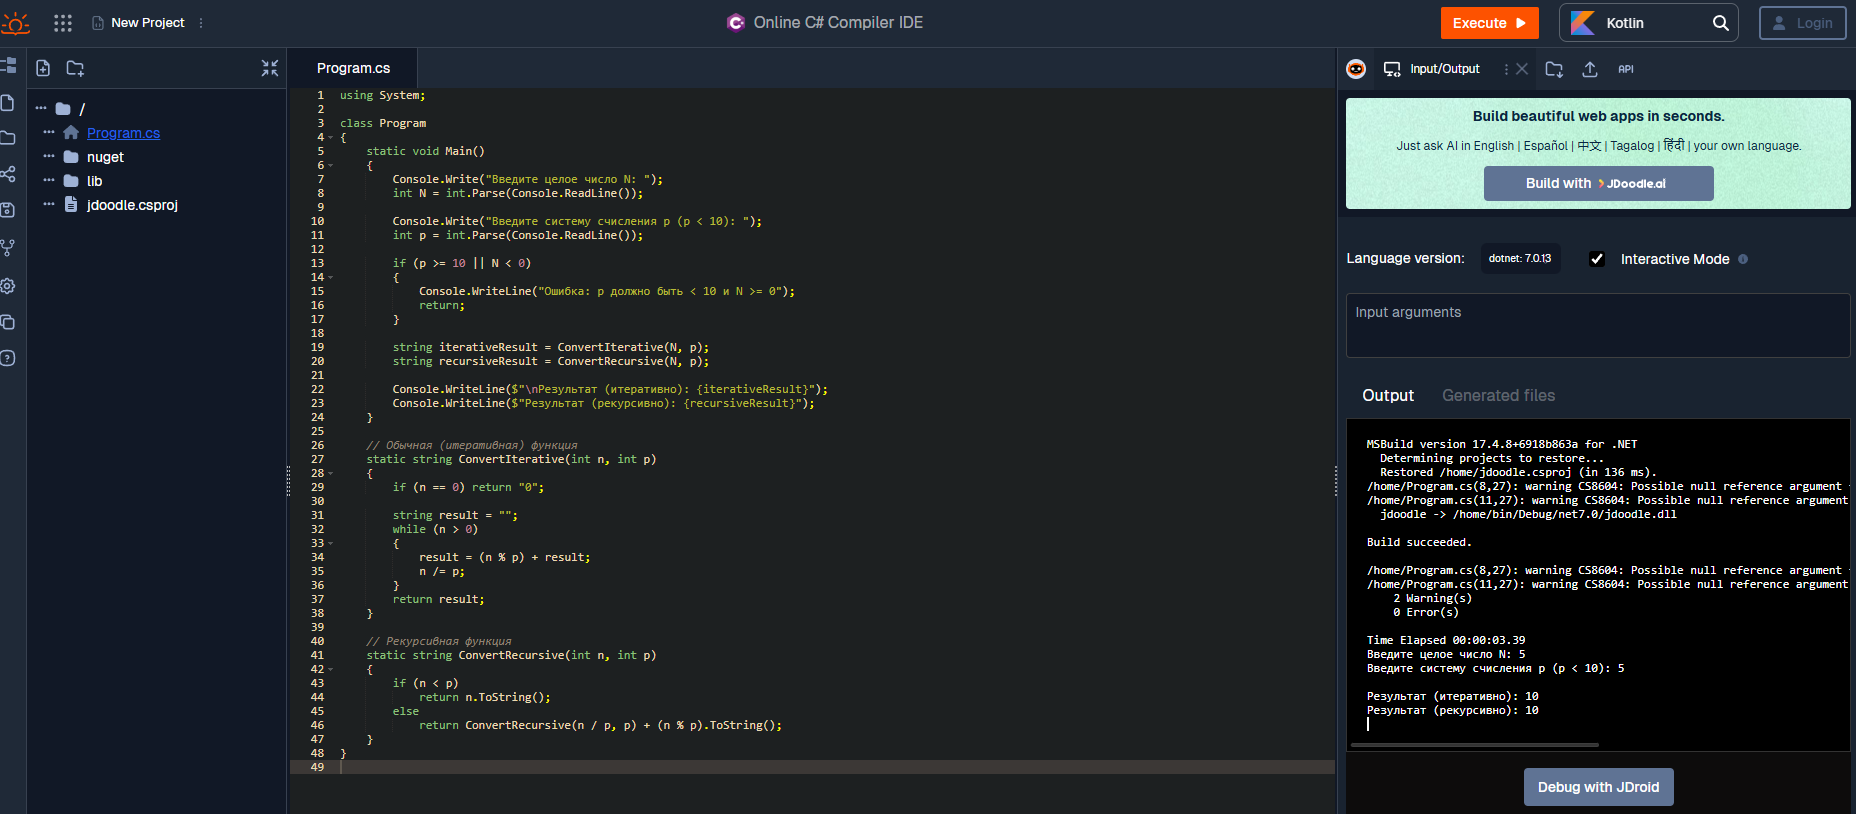 New Project
Online C# Compiler IDE
Execute
Kotlin
Login
/
Program.cs
nuget
lib
jdoodle.csproj
Program.cs
1 using System;
2
3 class Program
4 {
5 static void Main()
6 {
7 Console.Write("Введите целое число N: ");
8 int N = int.Parse(Console.ReadLine());
9
10 Console.Write("Введите систему счисления p (p < 10): ");
11 int p = int.Parse(Console.ReadLine());
12
13 if (p >= 10 || N < 0)
14 {
15 Console.WriteLine("Ошибка: p должно быть < 10 и N >= 0");
16 return;
17 }
18
19 string iterativeResult = ConvertIterative(N, p);
20 string recursiveResult = ConvertRecursive(N, p);
21
22 Console.WriteLine($"\nРезультат (итеративно): {iterativeResult}");
23 Console.WriteLine($"Результат (рекурсивно): {recursiveResult}");
24 }
25
26 // Обычная (итеративная) функция
27 static string ConvertIterative(int n, int p)
28 {
29 if (n == 0) return "0";
30
31 string result = "";
32 while (n > 0)
33 {
34 result = (n % p) + result;
35 n /= p;
36 }
37 return result;
38 }
39
40 // Рекурсивная функция
41 static string ConvertRecursive(int n, int p)
42 {
43 if (n < p)
44 return n.ToString();
45 else
46 return ConvertRecursive(n / p, p) + (n % p).ToString();
47 }
48 }
49
Input/Output
API
Build beautiful web apps in seconds.
Just ask AI in English | Español | 中文 | Tagalog | हिंदी | your own language.
Build with JDoodle.ai
Language version:
dotnet: 7.0.13
Interactive Mode
Input arguments
Output
Generated files
MSBuild version 17.4.8+6918b863a for .NET
Determining projects to restore...
Restored /home/jdoodle.csproj (in 136 ms).
/home/Program.cs(8,27): warning CS8604: Possible null reference argument
/home/Program.cs(11,27): warning CS8604: Possible null reference argument
jdoodle -> /home/bin/Debug/net7.0/jdoodle.dll
Build succeeded.
/home/Program.cs(8,27): warning CS8604: Possible null reference argument
/home/Program.cs(11,27): warning CS8604: Possible null reference argument
2 Warning(s)
0 Error(s)
Time Elapsed 00:00:03.39
Введите целое число N: 5
Введите систему счисления p (p < 10): 5
Результат (итеративно): 10
Результат (рекурсивно): 10
Debug with JDroid